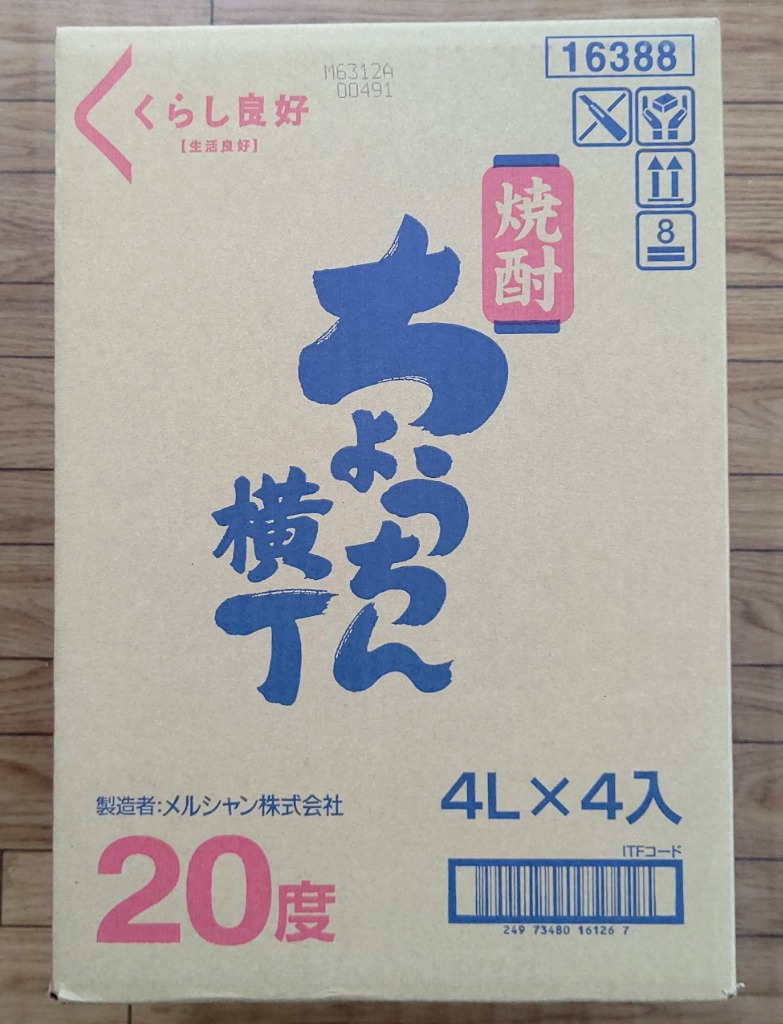 くらし良好
【生活良好】
M6312A
00491
16388
8
焼酎
ちょうちん
横丁
製造者:メルシャン株式会社
20度
4L×4入
ITFコード
249 73480 16126 7